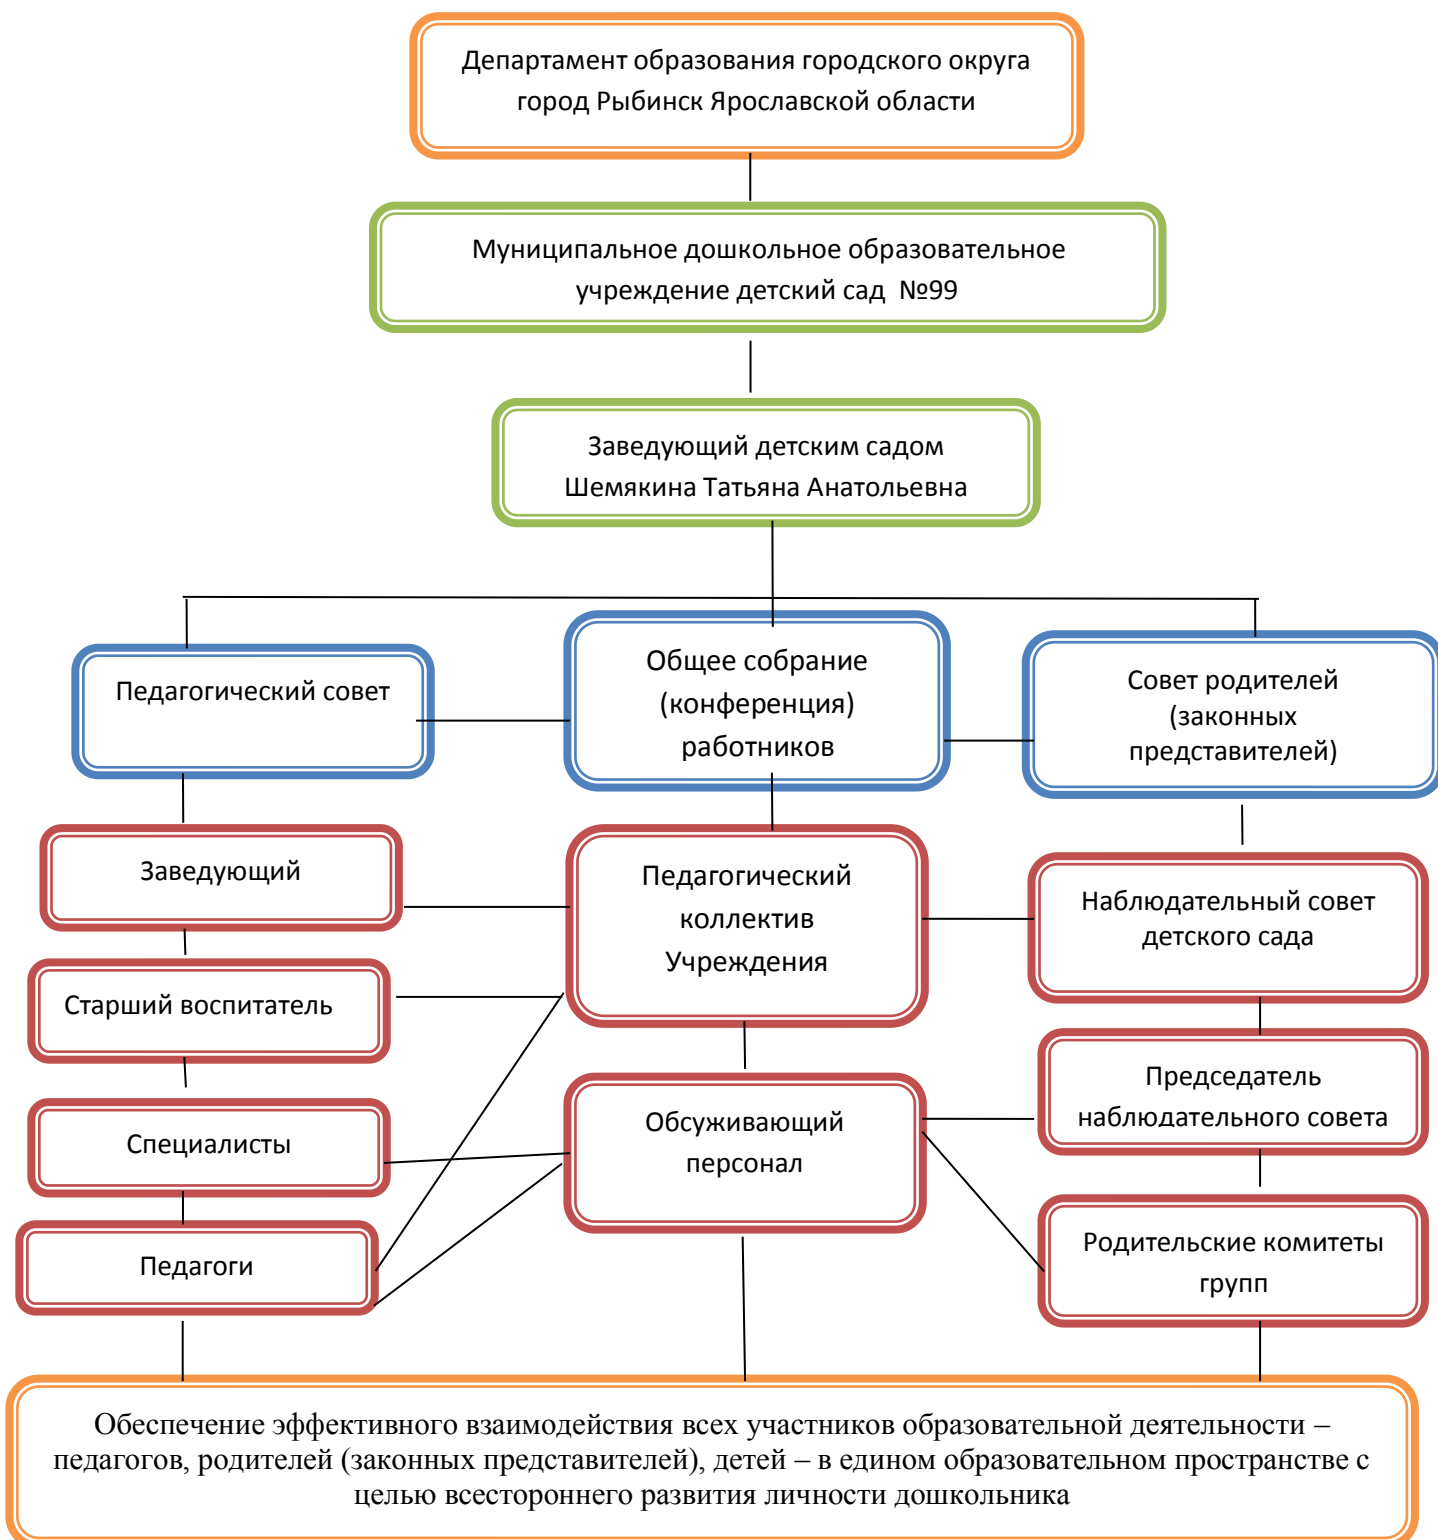 Департамент образования городского округа
город Рыбинск Ярославской области
Муниципальное дошкольное образовательное
учреждение детский сад №99
Заведующий детским садом
Шемякина Татьяна Анатольевна
Педагогический совет
Общее собрание
(конференция)
работников
Совет родителей
(законных
представителей)
Заведующий
Педагогический
коллектив
Учреждения
Наблюдательный совет
детского сада
Старший воспитатель
Председатель
наблюдательного совета
Специалисты
Обсуживающий
персонал
Педагоги
Родительские комитеты
групп
Обеспечение эффективного взаимодействия всех участников образовательной деятельности –
педагогов, родителей (законных представителей), детей – в едином образовательном пространстве с
целью всестороннего развития личности дошкольника